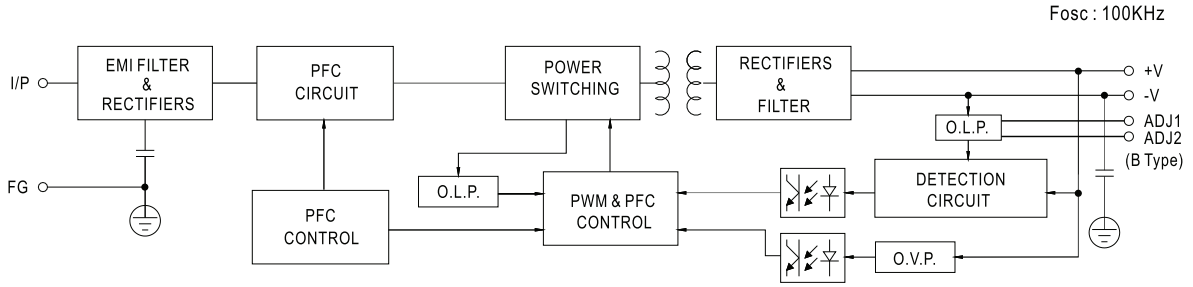 Fosc : 100KHz
I/P
EMI FILTER
&
RECTIFIERS
PFC
CIRCUIT
POWER
SWITCHING
RECTIFIERS
&
FILTER
+V
-V
ADJ1
ADJ2
(B Type)
O.L.P.
FG
O.L.P.
PFC
CONTROL
PWM & PFC
CONTROL
DETECTION
CIRCUIT
O.V.P.